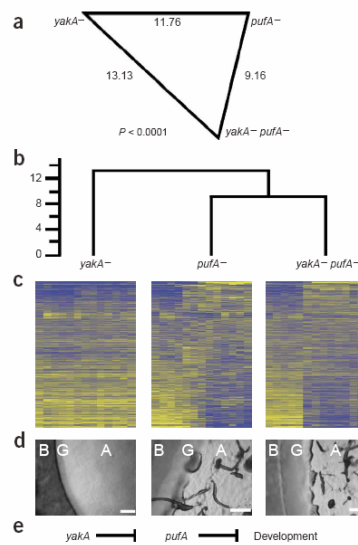 a
yakA– 11.76 pufA–
13.13 9.16
P < 0.0001 yakA– pufA–
b
12
8
4
0
yakA– pufA– yakA– pufA–
c
d
B G A B G A B G A
e yakA pufA Development